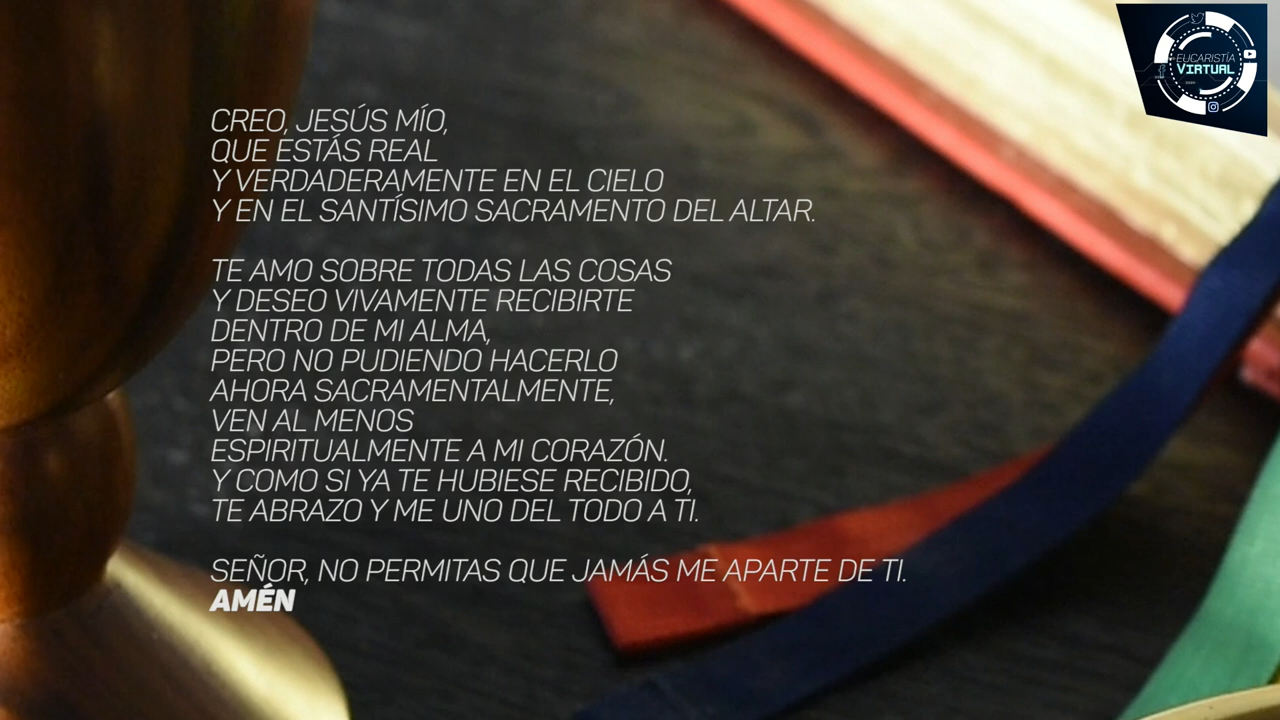 EUCARISTÍA
VIRTUAL
2020
CREO, JESÚS MÍO,
QUE ESTÁS REAL
Y VERDADERAMENTE EN EL CIELO
Y EN EL SANTÍSIMO SACRAMENTO DEL ALTAR.
TE AMO SOBRE TODAS LAS COSAS
Y DESEO VIVAMENTE RECIBIRTE
DENTRO DE MI ALMA,
PERO NO PUDIENDO HACERLO
AHORA SACRAMENTALMENTE,
VEN AL MENOS
ESPIRITUALMENTE A MI CORAZÓN.
Y COMO SI YA TE HUBIESE RECIBIDO,
TE ABRAZO Y ME UNO DEL TODO A TI.
SEÑOR, NO PERMITAS QUE JAMÁS ME APARTE DE TI.
AMÉN